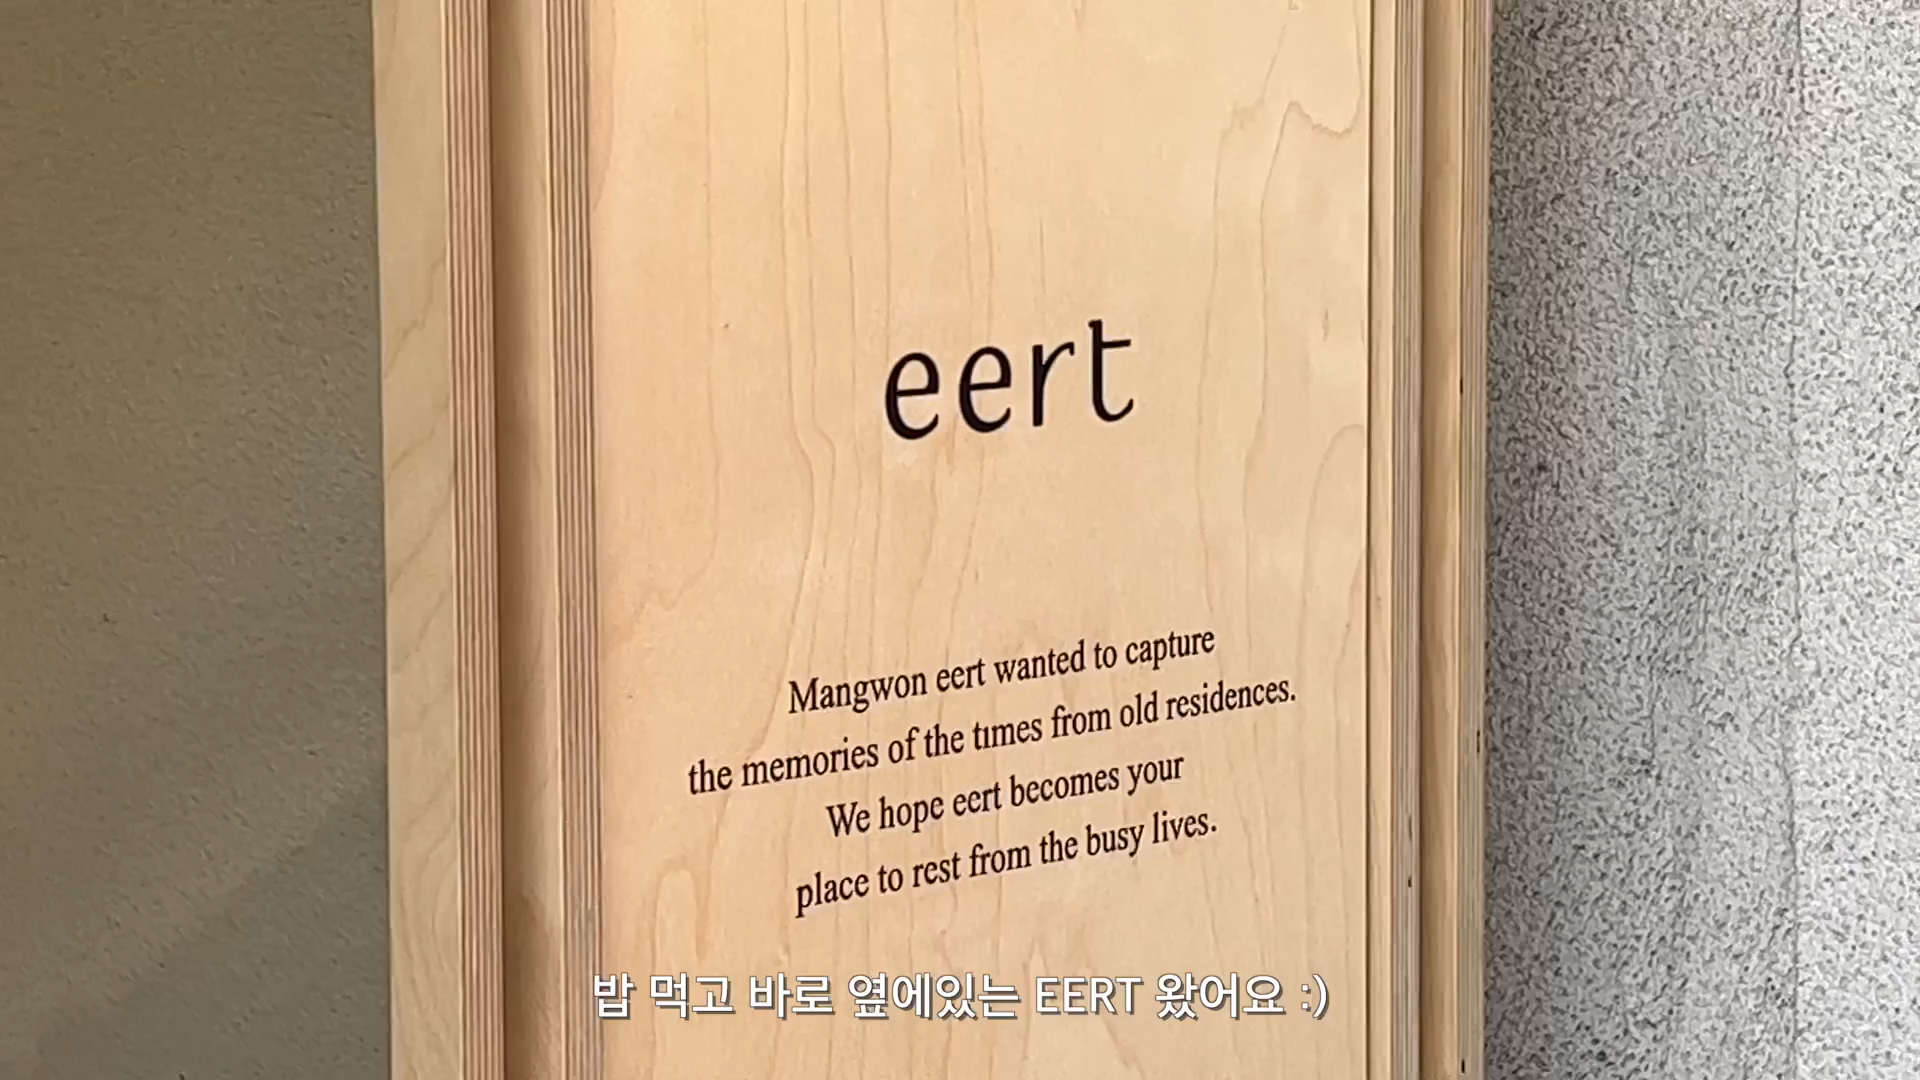 eert
Mangwon eert wanted to capture
the memories of the times from old residences.
We hope eert becomes your
place to rest from the busy lives.
밥 먹고 바로 옆에있는 EERT 왔어요 :)